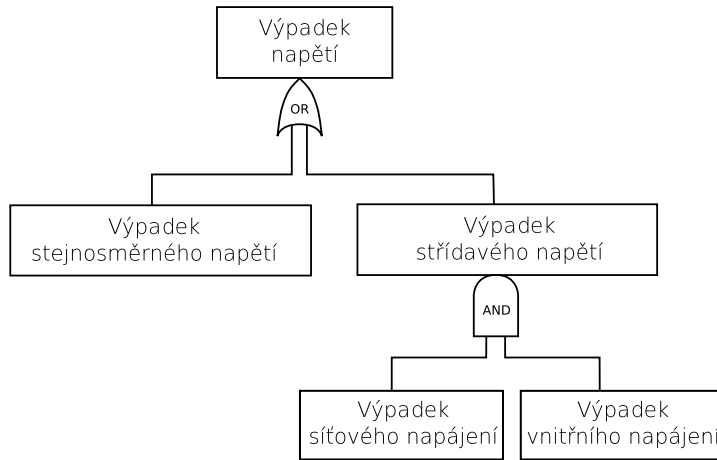 Výpadek
napětí
OR
Výpadek
stejnosměrného napětí
Výpadek
střídavého napětí
AND
Výpadek
síťového napájení
Výpadek
vnitřního napájení